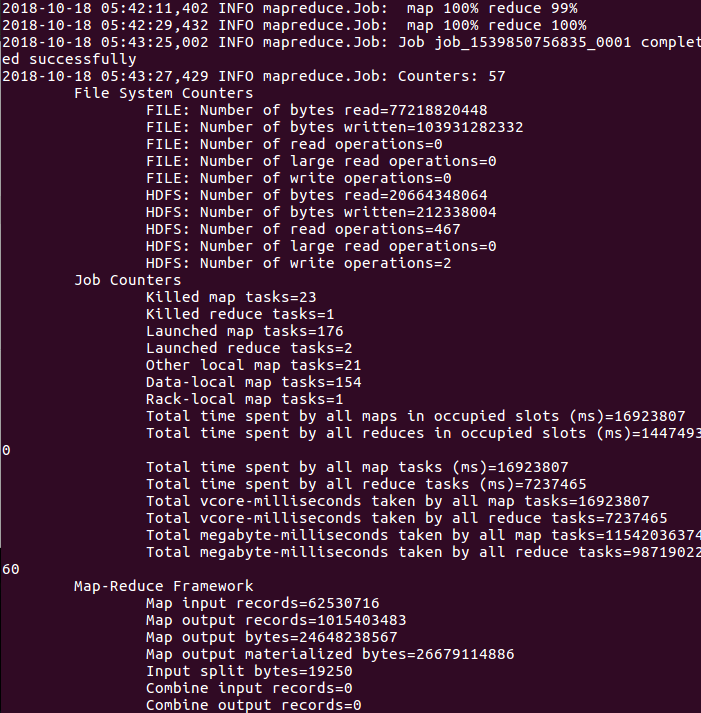 2018-10-18 05:42:11,402 INFO mapreduce.Job:  map 100% reduce 99%
2018-10-18 05:42:29,432 INFO mapreduce.Job:  map 100% reduce 100%
2018-10-18 05:43:25,002 INFO mapreduce.Job: Job job_1539850756835_0001 complet
ed successfully
2018-10-18 05:43:27,429 INFO mapreduce.Job: Counters: 57
File System Counters
FILE: Number of bytes read=77218820448
FILE: Number of bytes written=103931282332
FILE: Number of read operations=0
FILE: Number of large read operations=0
FILE: Number of write operations=0
HDFS: Number of bytes read=20664348064
HDFS: Number of bytes written=212338004
HDFS: Number of read operations=467
HDFS: Number of large read operations=0
HDFS: Number of write operations=2
Job Counters
Killed map tasks=23
Killed reduce tasks=1
Launched map tasks=176
Launched reduce tasks=2
Other local map tasks=21
Data-local map tasks=154
Rack-local map tasks=1
Total time spent by all maps in occupied slots (ms)=16923807
Total time spent by all reduces in occupied slots (ms)=1447493
0
Total time spent by all map tasks (ms)=16923807
Total time spent by all reduce tasks (ms)=7237465
Total vcore-milliseconds taken by all map tasks=16923807
Total vcore-milliseconds taken by all reduce tasks=7237465
Total megabyte-milliseconds taken by all map tasks=11542036374
Total megabyte-milliseconds taken by all reduce tasks=98719022
60
Map-Reduce Framework
Map input records=62530716
Map output records=1015403483
Map output bytes=24648238567
Map output materialized bytes=26679114886
Input split bytes=19250
Combine input records=0
Combine output records=0